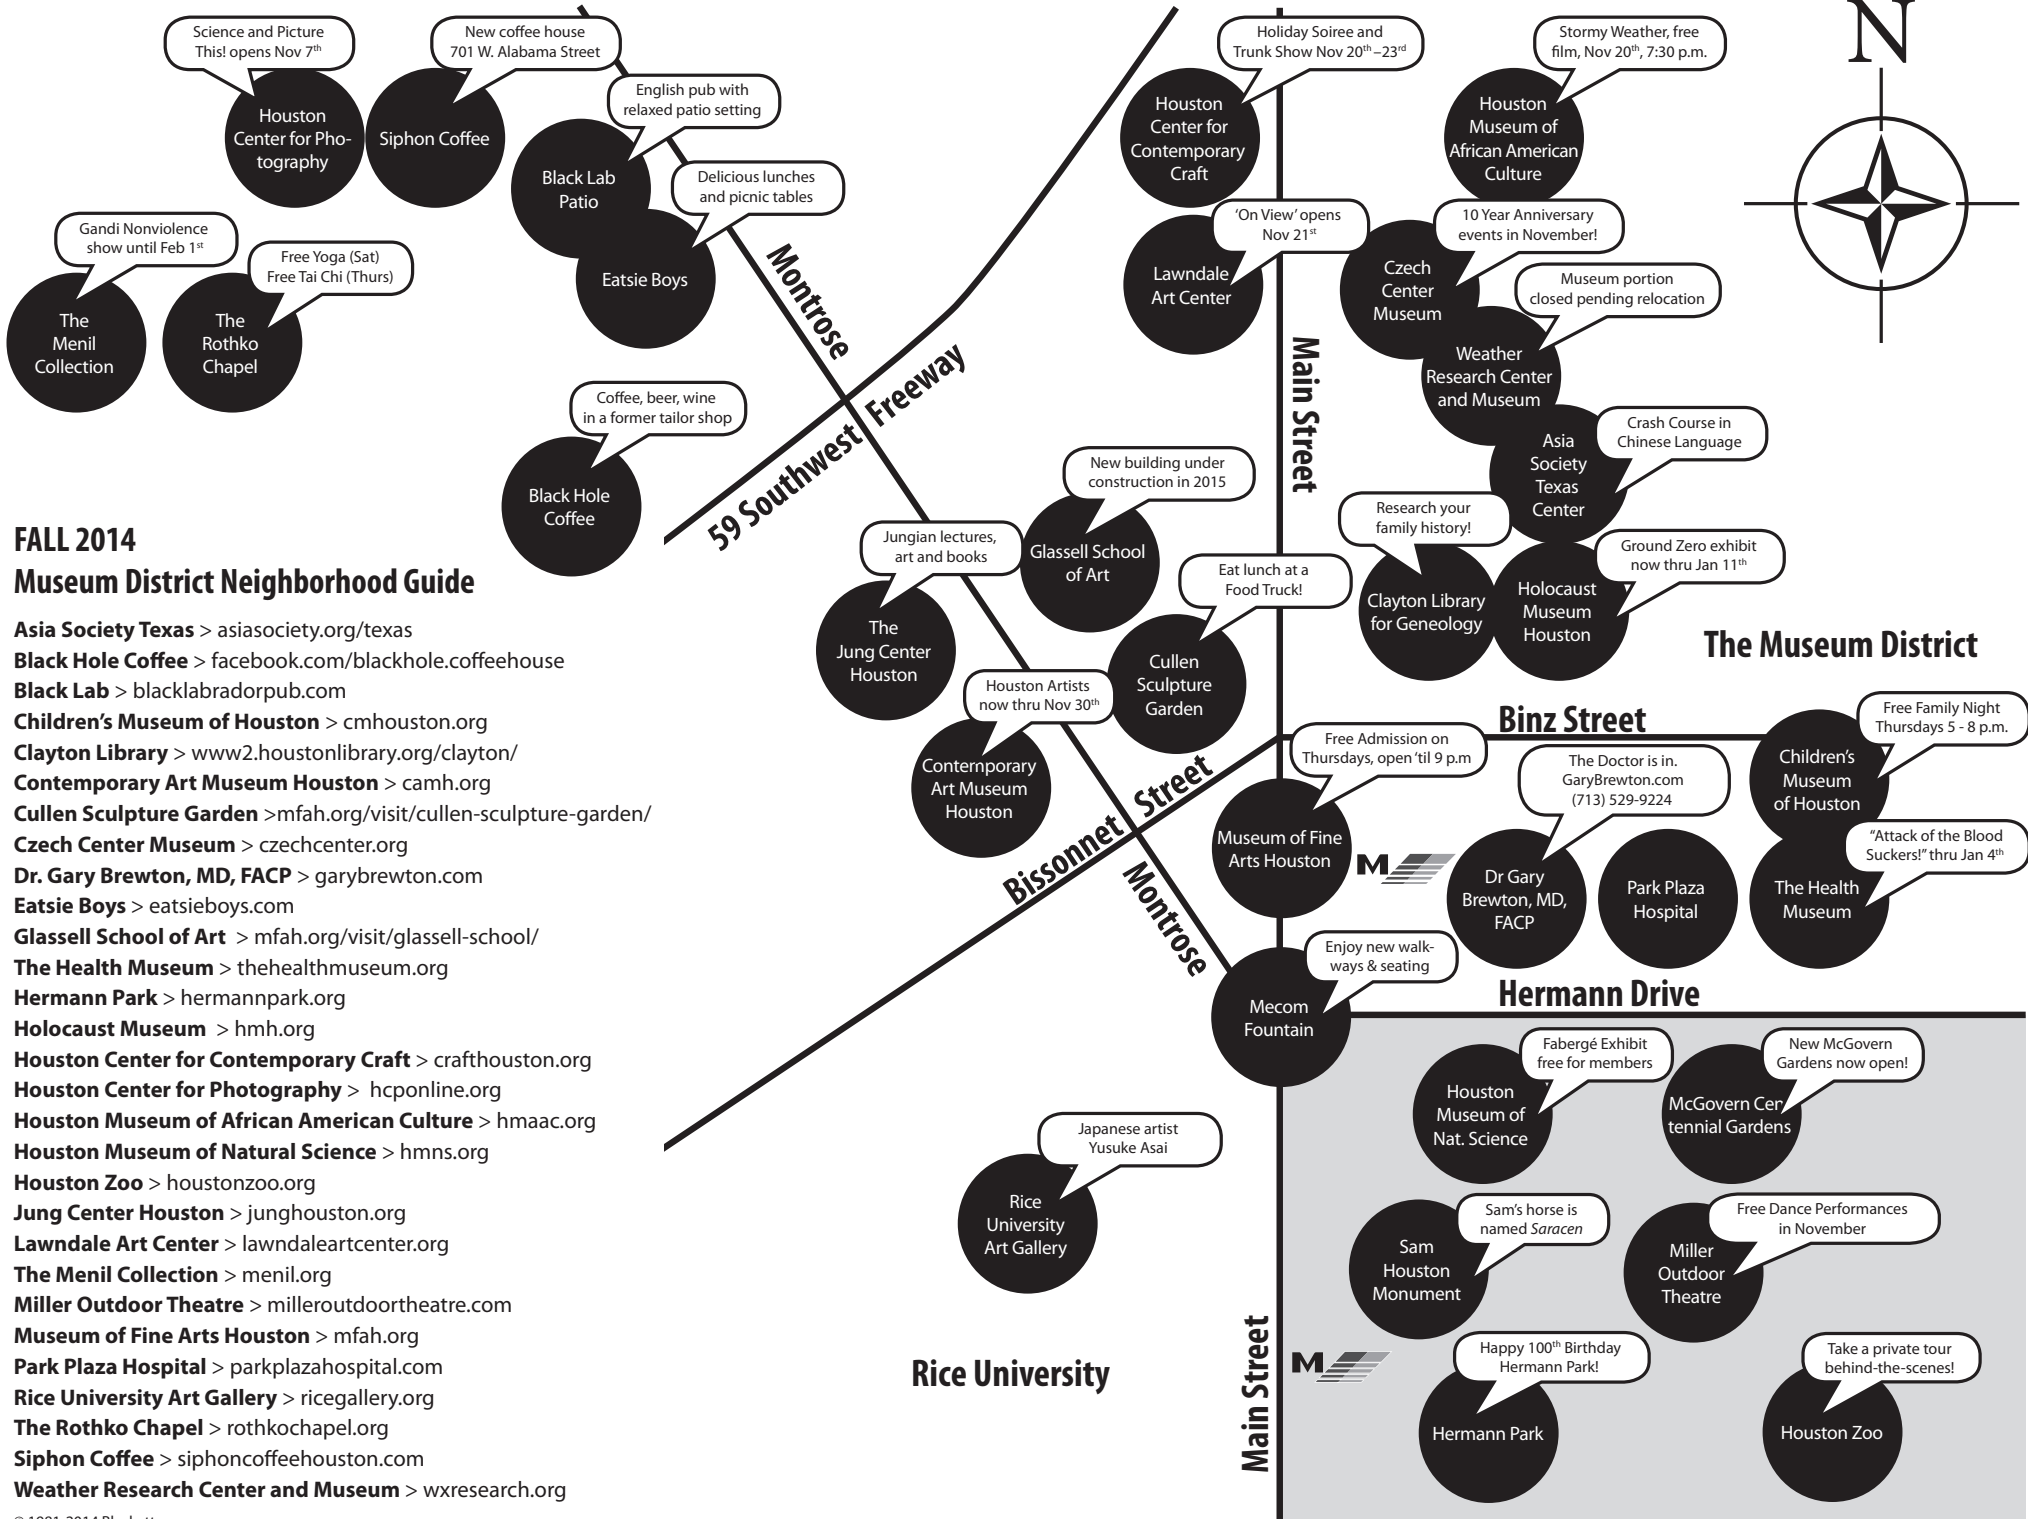 Science and Picture
This! opens Nov 7th
Houston
Center for Pho-
tography
New coffee house
701 W. Alabama Street
Siphon Coffee
English pub with
relaxed patio setting
Black Lab
Patio
Delicious lunches
and picnic tables
Eatsie Boys
Gandi Nonviolence
show until Feb 1st
The
Menil
Collection
Free Yoga (Sat)
Free Tai Chi (Thurs)
The
Rothko
Chapel
Coffee, beer, wine
in a former tailor shop
Black Hole
Coffee
Montrose
59 Southwest Freeway
Holiday Soiree and
Trunk Show Nov 20th–23rd
Houston
Center for
Contemporary
Craft
Stormy Weather, free
film, Nov 20th, 7:30 p.m.
Houston
Museum of
African American
Culture
N
'On View' opens
Nov 21st
Lawndale
Art Center
10 Year Anniversary
events in November!
Czech
Center
Museum
Museum portion
closed pending relocation
Weather
Research Center
and Museum
Main Street
Crash Course in
Chinese Language
Asia
Society
Texas
Center
New building under
construction in 2015
Glassell School
of Art
Research your
family history!
Clayton Library
for Geneology
Ground Zero exhibit
now thru Jan 11th
Holocaust
Museum
Houston
Jungian lectures,
art and books
The
Jung Center
Houston
Eat lunch at a
Food Truck!
Cullen
Sculpture
Garden
Houston Artists
now thru Nov 30th
Contemporary
Art Museum
Houston
The Museum District
Binz Street
Bissonnet Street
Montrose
Free Admission on
Thursdays, open 'til 9 p.m
Museum of Fine
Arts Houston
M
The Doctor is in.
GaryBrewton.com
(713) 529-9224
Dr Gary
Brewton, MD,
FACP
Park Plaza
Hospital
Free Family Night
Thursdays 5 - 8 p.m.
Children's
Museum
of Houston
"Attack of the Blood
Suckers!" thru Jan 4th
The Health
Museum
Enjoy new walk-
ways & seating
Mecom
Fountain
Hermann Drive
Fabergé Exhibit
free for members
Houston
Museum of
Nat. Science
New McGovern
Gardens now open!
McGovern Cen
tennial Gardens
Japanese artist
Yusuke Asai
Rice
University
Art Gallery
Sam's horse is
named Saracen
Sam
Houston
Monument
Free Dance Performances
in November
Miller
Outdoor
Theatre
Rice University
Main Street
M
Happy 100th Birthday
Hermann Park!
Hermann Park
Take a private tour
behind-the-scenes!
Houston Zoo
FALL 2014
Museum District Neighborhood Guide
Asia Society Texas > asiasociety.org/texas
Black Hole Coffee > facebook.com/blackhole.coffeehouse
Black Lab > blacklabradorpub.com
Children's Museum of Houston > cmhouston.org
Clayton Library > www2.houstonlibrary.org/clayton/
Contemporary Art Museum Houston > camh.org
Cullen Sculpture Garden >mfah.org/visit/cullen-sculpture-garden/
Czech Center Museum > czechcenter.org
Dr. Gary Brewton, MD, FACP > garybrewton.com
Eatsie Boys > eatsieboys.com
Glassell School of Art > mfah.org/visit/glassell-school/
The Health Museum > thehealthmuseum.org
Hermann Park > hermannpark.org
Holocaust Museum > hmh.org
Houston Center for Contemporary Craft > crafthouston.org
Houston Center for Photography > hcponline.org
Houston Museum of African American Culture > hmaac.org
Houston Museum of Natural Science > hmns.org
Houston Zoo > houstonzoo.org
Jung Center Houston > junghouston.org
Lawndale Art Center > lawndaleartcenter.org
The Menil Collection > menil.org
Miller Outdoor Theatre > milleroutdoortheatre.com
Museum of Fine Arts Houston > mfah.org
Park Plaza Hospital > parkplazahospital.com
Rice University Art Gallery > ricegallery.org
The Rothko Chapel > rothkochapel.org
Siphon Coffee > siphoncoffeehouston.com
Weather Research Center and Museum > wxresearch.org